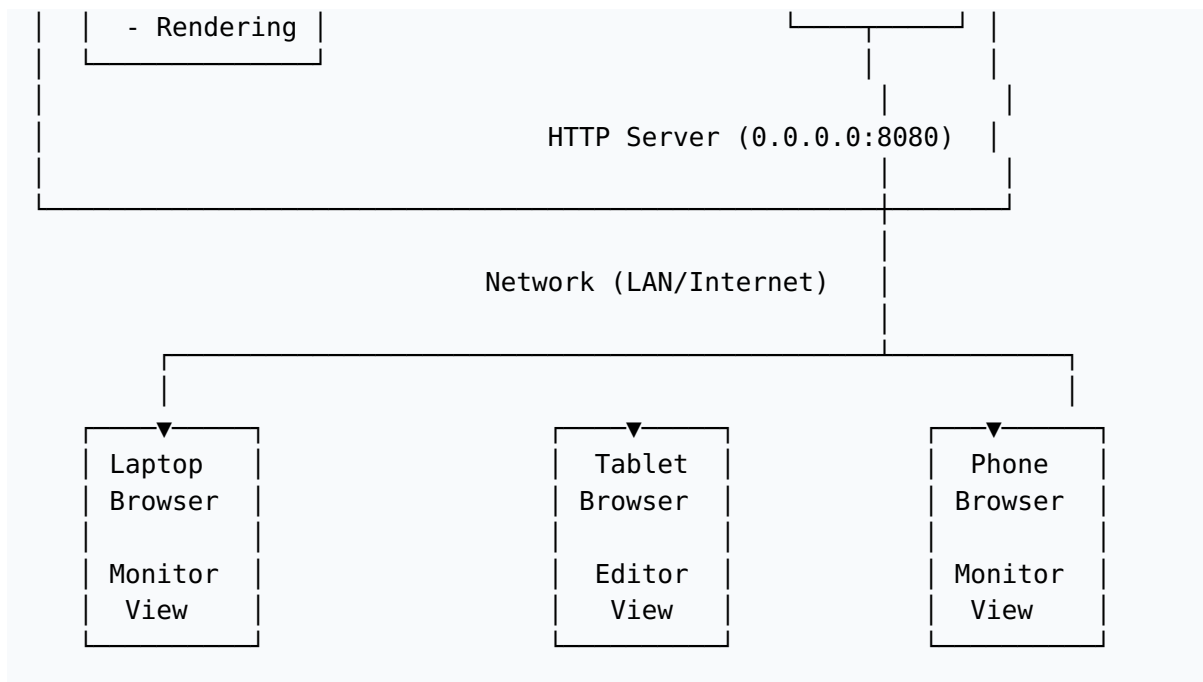 - Rendering
HTTP Server (0.0.0.0:8080)
Network (LAN/Internet)
Laptop Tablet Phone
Browser Browser Browser
Monitor Editor Monitor
View View View